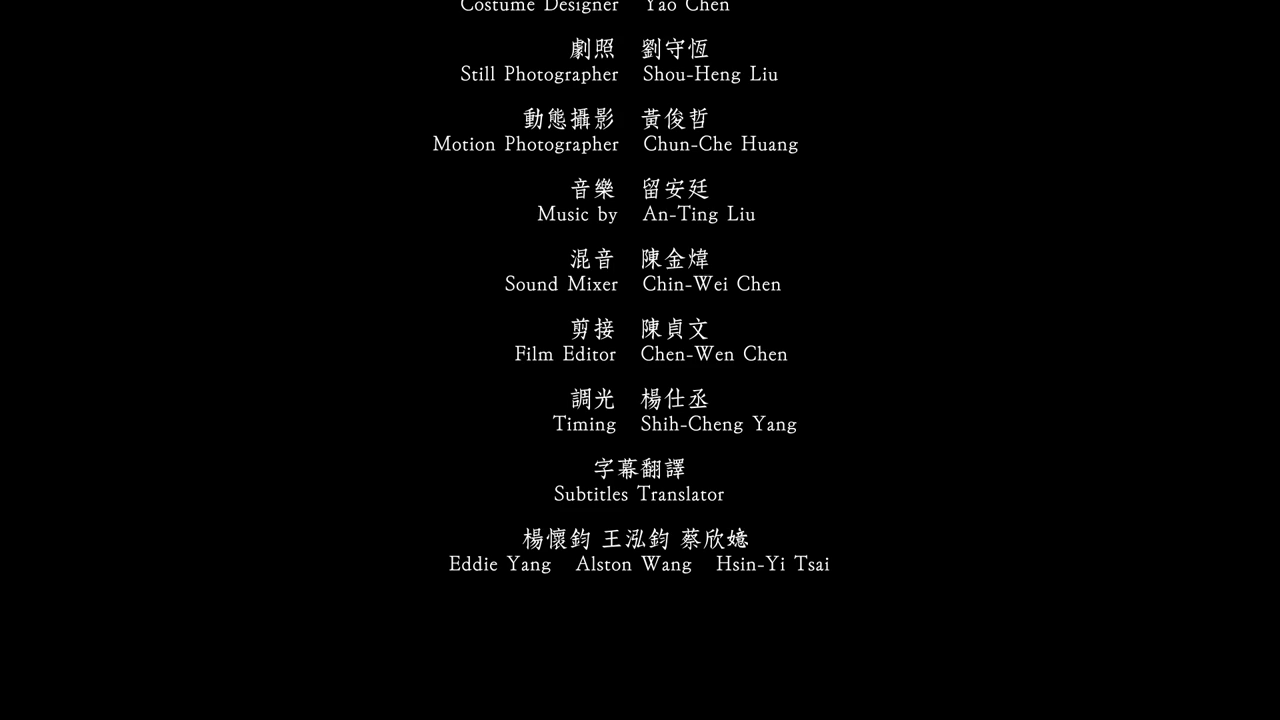 Costume Designer Yao Chen
劇照 劉守恆
Still Photographer Shou-Heng Liu
動態攝影 黃俊哲
Motion Photographer Chun-Che Huang
音樂 留安廷
Music by An-Ting Liu
混音 陳金煒
Sound Mixer Chin-Wei Chen
剪接 陳貞文
Film Editor Chen-Wen Chen
調光 楊仕丞
Timing Shih-Cheng Yang
字幕翻譯
Subtitles Translator
楊懷鈞 王泓鈞 蔡欣嬑
Eddie Yang Alston Wang Hsin-Yi Tsai